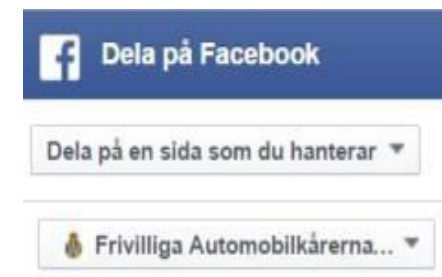 Dela på Facebook
Dela på en sida som du hanterar
Frivilliga Automobilkårerna...